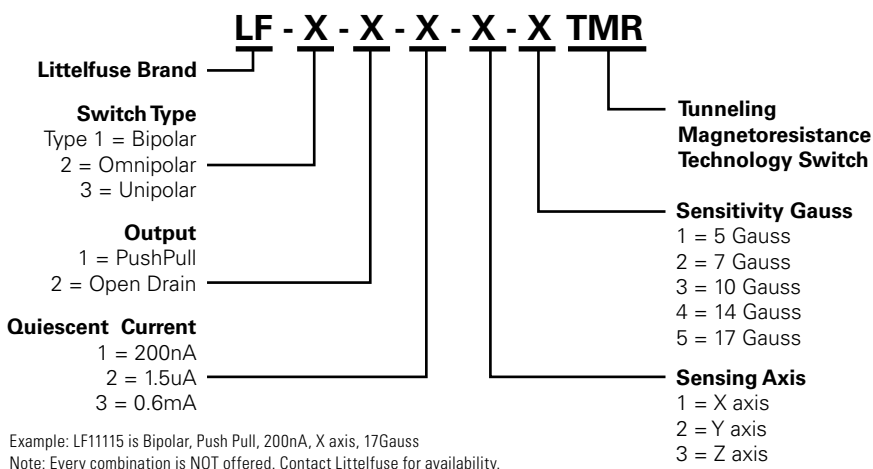 LF - X - X - X - X - X TMR
Littelfuse Brand
Switch Type
Type 1 = Bipolar
2 = Omnipolar
3 = Unipolar
Output
1 = PushPull
2 = Open Drain
Quiescent Current
1 = 200nA
2 = 1.5uA
3 = 0.6mA
Tunneling
Magnetoresistance
Technology Switch
Sensitivity Gauss
1 = 5 Gauss
2 = 7 Gauss
3 = 10 Gauss
4 = 14 Gauss
5 = 17 Gauss
Sensing Axis
1 = X axis
2 = Y axis
3 = Z axis
Example: LF11115 is Bipolar, Push Pull, 200nA, X axis, 17Gauss
Note: Every combination is NOT offered. Contact Littelfuse for availability.